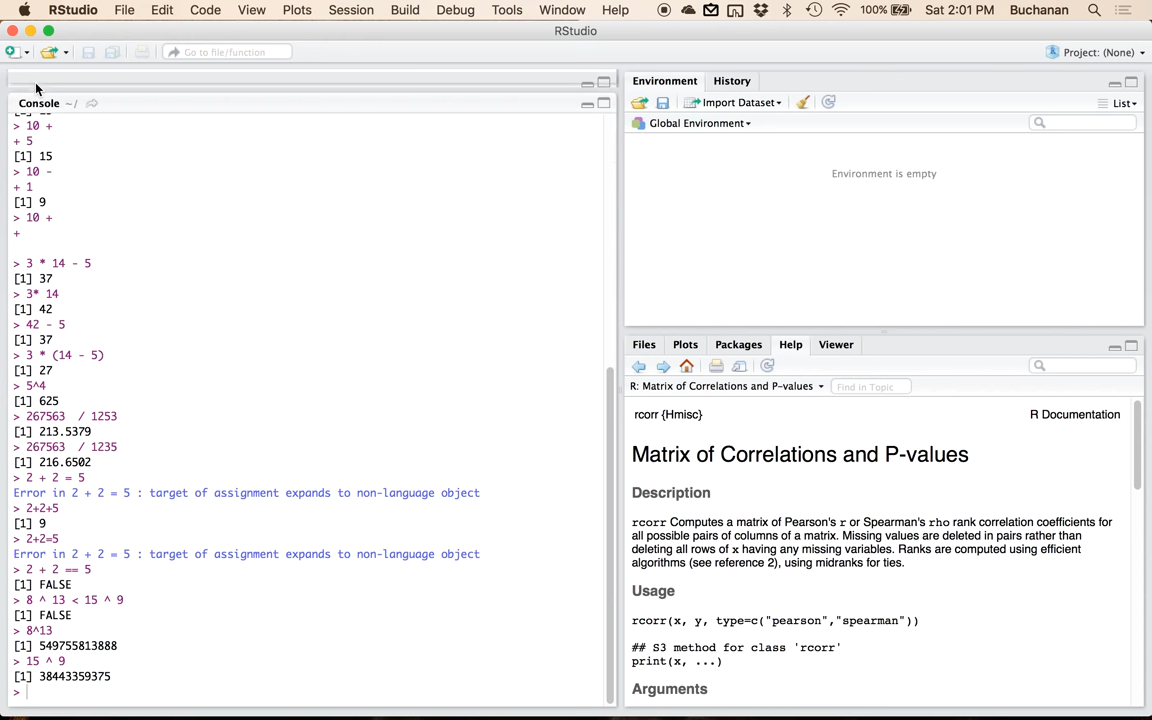 RStudio File Edit Code View Plots Session Build Debug Tools Window Help 100% Sat 2:01 PM Buchanan
RStudio
Go to file/function Project: (None)
Console ~/
> 10 +
+ 5
[1] 15
> 10 -
+ 1
[1] 9
> 10 +
+
> 3 * 14 - 5
[1] 37
> 3* 14
[1] 42
> 42 - 5
[1] 37
> 3 * (14 - 5)
[1] 27
> 5^4
[1] 625
> 267563  / 1253
[1] 213.5379
> 267563  / 1235
[1] 216.6502
> 2 + 2 = 5
Error in 2 + 2 = 5 : target of assignment expands to non-language object
> 2+2+5
[1] 9
> 2+2=5
Error in 2 + 2 = 5 : target of assignment expands to non-language object
> 2 + 2 == 5
[1] FALSE
> 8 ^ 13 < 15 ^ 9
[1] FALSE
> 8^13
[1] 549755813888
> 15 ^ 9
[1] 38443359375
>
Environment History
Import Dataset List
Global Environment
Environment is empty
Files Plots Packages Help Viewer
R: Matrix of Correlations and P-values Find in Topic
rcorr {Hmisc} R Documentation
Matrix of Correlations and P-values
Description
rcorr Computes a matrix of Pearson's r or Spearman's rho rank correlation coefficients for
all possible pairs of columns of a matrix. Missing values are deleted in pairs rather than
deleting all rows of x having any missing variables. Ranks are computed using efficient
algorithms (see reference 2), using midranks for ties.
Usage
rcorr(x, y, type=c("pearson","spearman"))
## S3 method for class 'rcorr'
print(x, ...)
Arguments